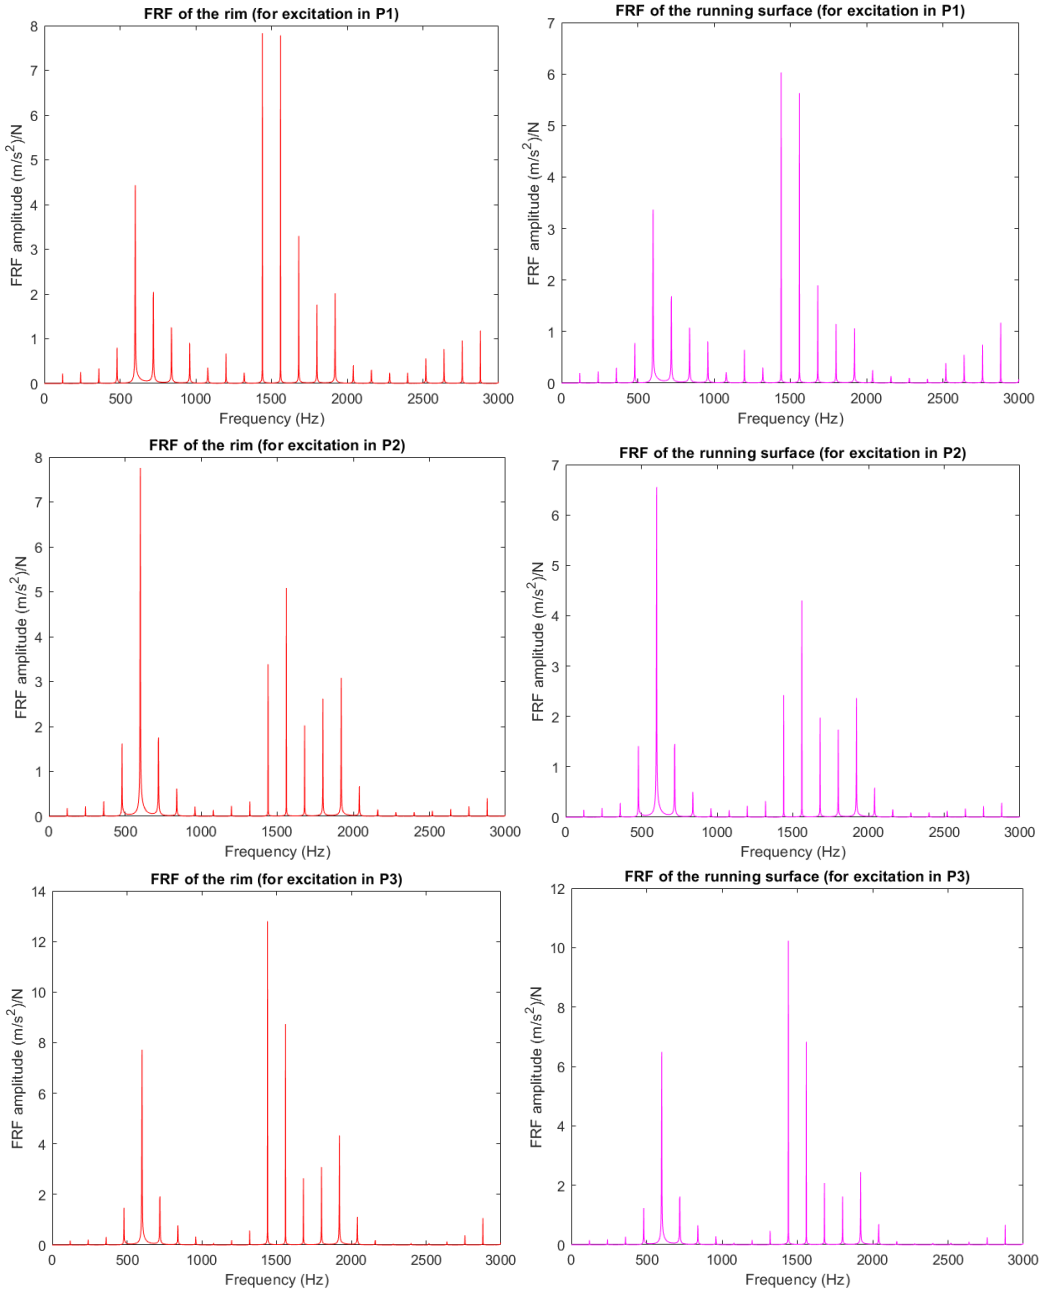 FRF of the rim (for excitation in P1)
8
7
6
5
4
3
2
1
0
FRF amplitude (m/s²)/N
0 500 1000 1500 2000 2500 3000
Frequency (Hz)
FRF of the running surface (for excitation in P1)
7
6
5
4
3
2
1
0
FRF amplitude (m/s²)/N
0 500 1000 1500 2000 2500 3000
Frequency (Hz)
FRF of the rim (for excitation in P2)
8
7
6
5
4
3
2
1
0
FRF amplitude (m/s²)/N
0 500 1000 1500 2000 2500 3000
Frequency (Hz)
FRF of the running surface (for excitation in P2)
7
6
5
4
3
2
1
0
FRF amplitude (m/s²)/N
0 500 1000 1500 2000 2500 3000
Frequency (Hz)
FRF of the rim (for excitation in P3)
14
12
10
8
6
4
2
0
FRF amplitude (m/s²)/N
0 500 1000 1500 2000 2500 3000
Frequency (Hz)
FRF of the running surface (for excitation in P3)
12
10
8
6
4
2
0
FRF amplitude (m/s²)/N
0 500 1000 1500 2000 2500 3000
Frequency (Hz)